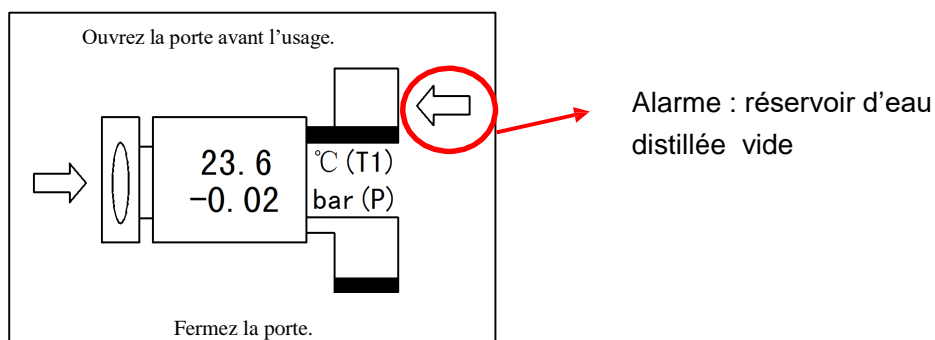 Ouvrez la porte avant l’usage.
Alarme : réservoir d’eau
distillée vide
23.6 ℃ (T1)
-0.02 bar (P)
Fermez la porte.